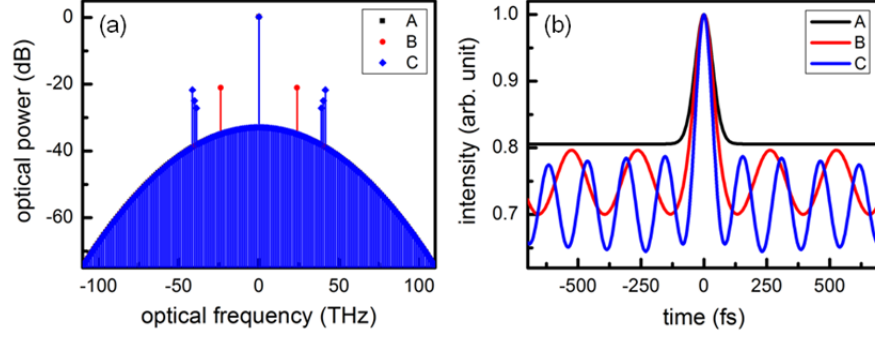 (a)
A
B
C
0
-20
-40
-60
optical power (dB)
-100
-50
0
50
100
optical frequency (THz)
(b)
A
B
C
1.0
0.9
0.8
0.7
intensity (arb. unit)
-500
-250
0
250
500
time (fs)